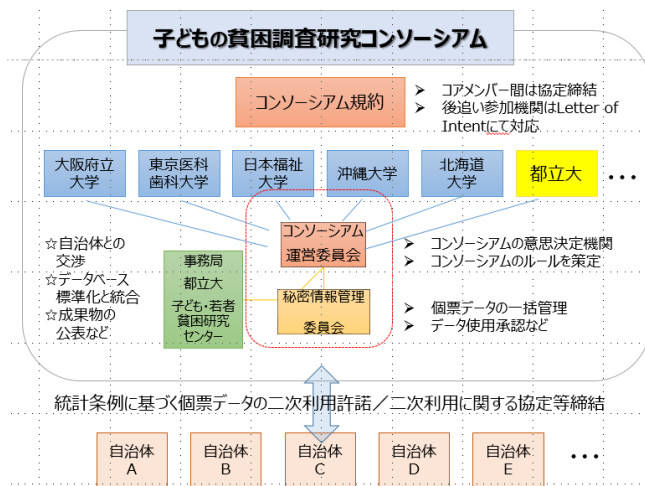 子どもの貧困調査研究コンソーシアム
コンソーシアム規約
➢ コアメンバー間は協定締結
➢ 後追い参加機関はLetter of
Intentにて対応
大阪府立
大学
東京医科
歯科大学
日本福祉
大学
沖縄大学
北海道
大学
都立大
•••
☆自治体との
交渉
☆データベース
標準化と統合
☆成果物の
公表など
事務局
都立大
子ども・若者
貧困研究
センター
コンソーシアム
運営委員会
秘密情報管理
委員会
➢ コンソーシアムの意思決定機関
➢ コンソーシアムのルールを策定
➢ 個票データの一括管理
➢ データ使用承認など
統計条例に基づく個票データの二次利用許諾／二次利用に関する協定等締結
自治体
A
自治体
B
自治体
C
自治体
D
自治体
E
•••